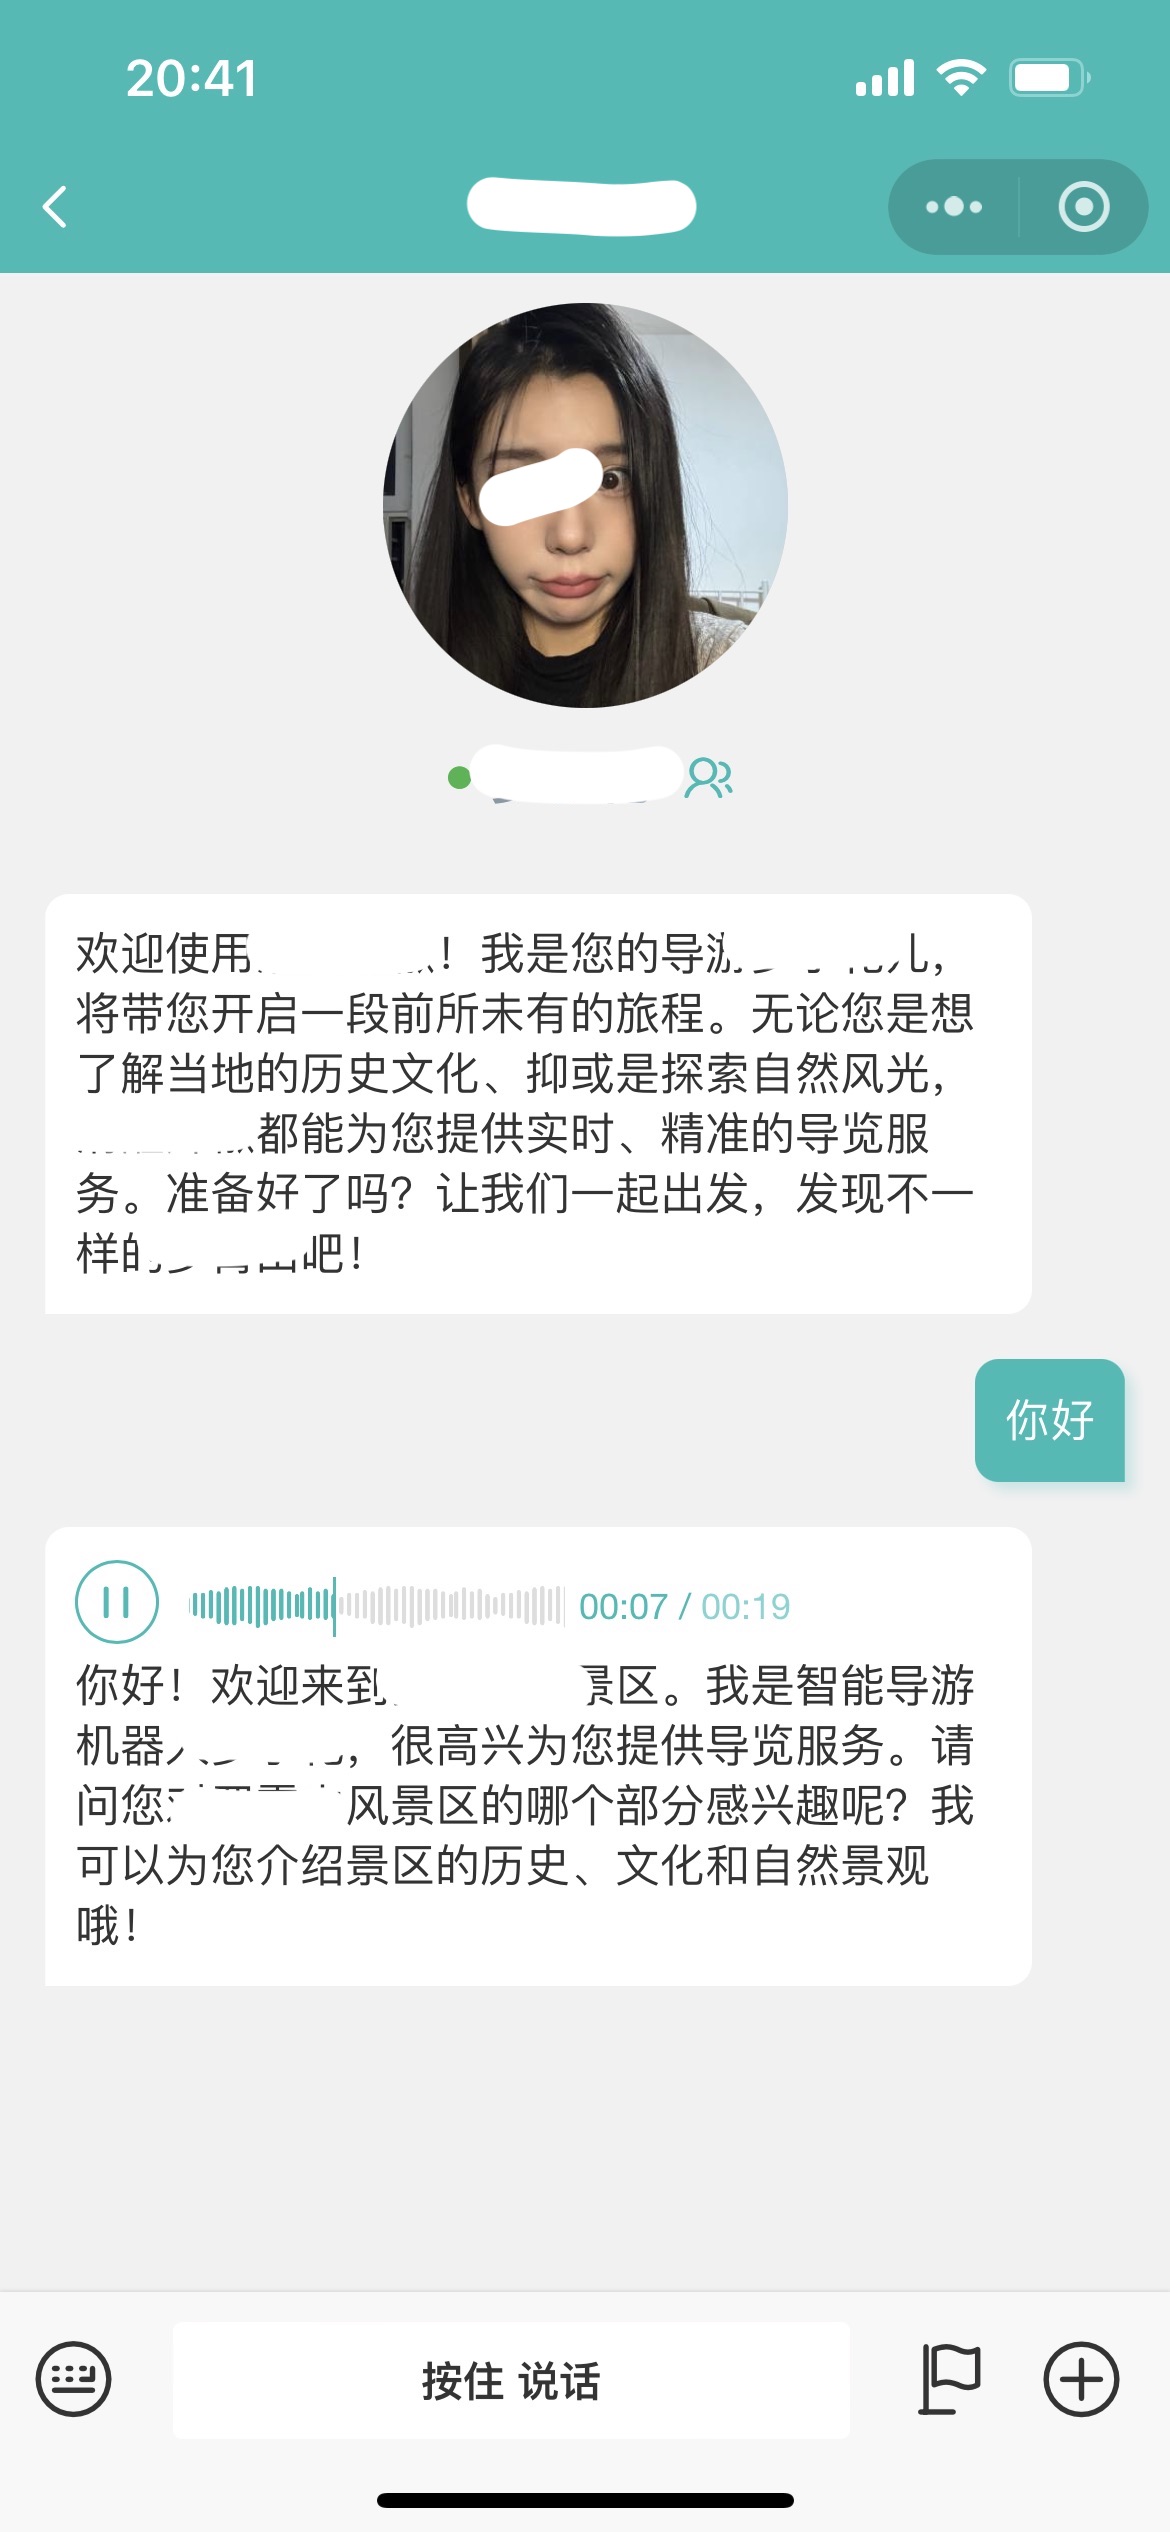 20:41
欢迎使用！我是您的导游儿，
将带您开启一段前所未有的旅程。无论您是想
了解当地的历史文化、抑或是探索自然风光，
都能为您提供实时、精准的导览服
务。准备好了吗？让我们一起出发，发现不一
样的吧！
你好
00:07 / 00:19
你好！欢迎来到景区。我是智能导游
机器人，很高兴为您提供导览服务。请
问您对风景区的哪个部分感兴趣呢？我
可以为您介绍景区的历史、文化和自然景观
哦！
按住 说话